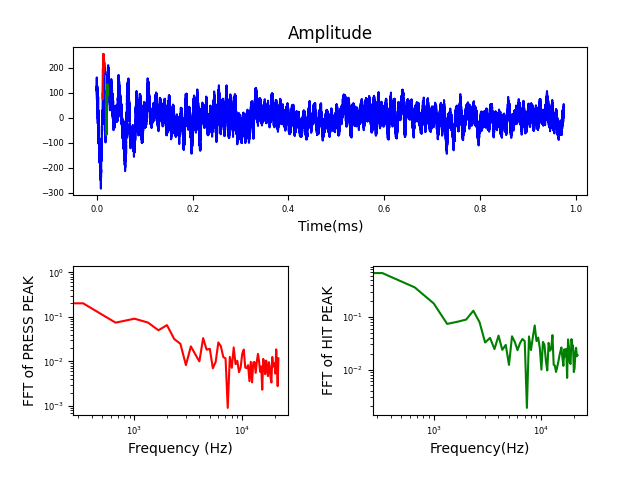 Amplitude
200
100
0
−100
−200
−300
0.0 0.2 0.4 0.6 0.8 1.0
Time(ms)
FFT of PRESS PEAK
10⁰
10⁻¹
10⁻²
10⁻³
10³ 10⁴
Frequency (Hz)
FFT of HIT PEAK
10⁻¹
10⁻²
10³ 10⁴
Frequency(Hz)